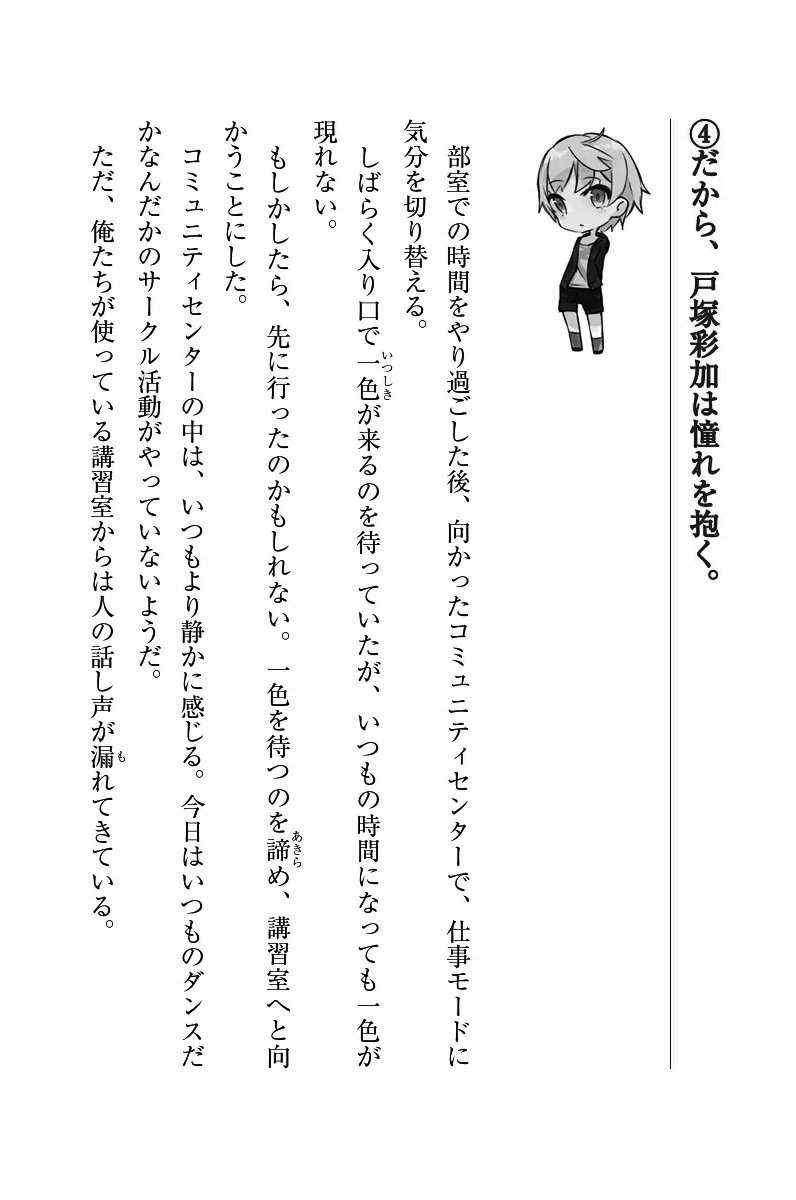 ④だから、戸塚彩加は憧れを抱く。
部室での時間をやり過ごした後、向かったコミュニティセンターで、仕事モードに
気分を切り替える。
しばらく入り口で一色が来るのを待っていたが、いつもの時間になっても一色が
いつしき
現れない。
もしかしたら、先に行ったのかもしれない。一色を待つのを諦め、講習室へと向
あきら
かうことにした。
コミュニティセンターの中は、いつもより静かに感じる。今日はいつものダンスだ
かなんだかのサークル活動がやっていないようだ。
ただ、俺たちが使っている講習室からは人の話し声が漏れてきている。
も